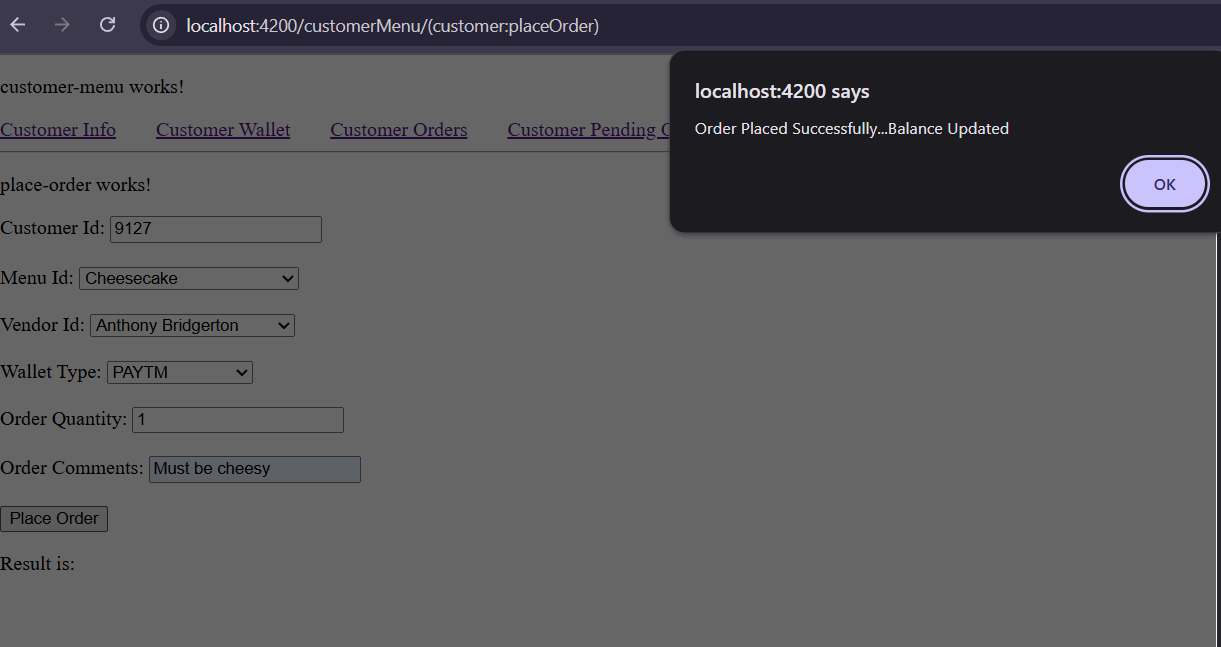 localhost:4200/customerMenu/(customer:placeOrder)
localhost:4200 says
Order Placed Successfully...Balance Updated
OK
customer-menu works!
Customer Info Customer Wallet Customer Orders Customer Pending
place-order works!
Customer Id: 9127
Menu Id: Cheesecake
Vendor Id: Anthony Bridgerton
Wallet Type: PAYTM
Order Quantity: 1
Order Comments: Must be cheesy
Place Order
Result is: